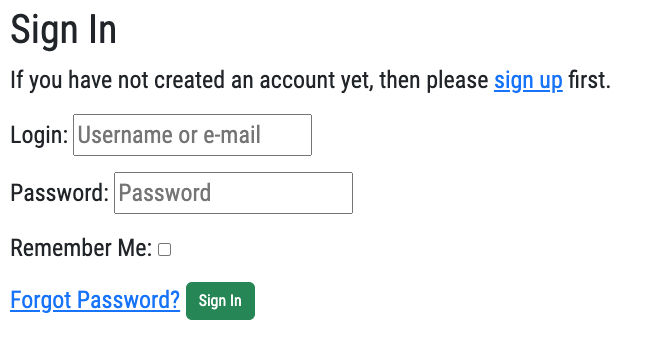 Sign In
If you have not created an account yet, then please sign up first.
Login: Username or e-mail
Password: Password
Remember Me:
Forgot Password? Sign In